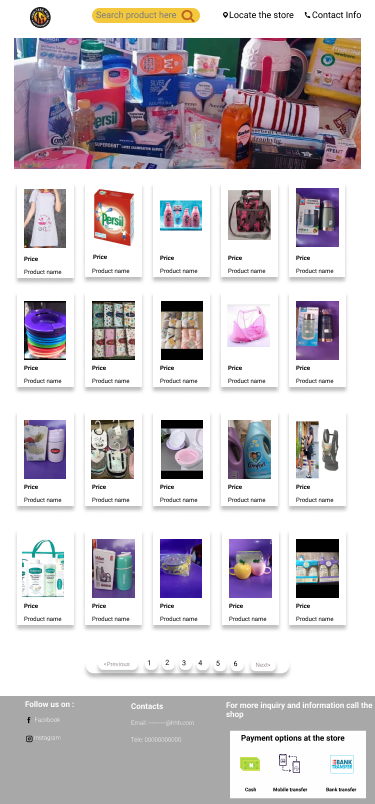 Search product here
Locate the store
Contact Info
Persil
Price
Product name
Persil
Price
Product name
Price
Product name
Price
Product name
Price
Product name
Price
Product name
Price
Product name
Price
Product name
Price
Product name
Price
Product name
Price
Product name
Price
Product name
Price
Product name
Comfort
Price
Product name
Price
Product name
Price
Product name
Price
Product name
Price
Product name
Price
Product name
Price
Product name
<Previous 1 2 3 4 5 6 Next>
Follow us on :
Facebook
Instagram
Contacts
Tele: 00000000000
For more inquiry and information call the
shop
Payment options at the store
BANK
TRANSFER
Cash
Mobile transfer
Bank transfer